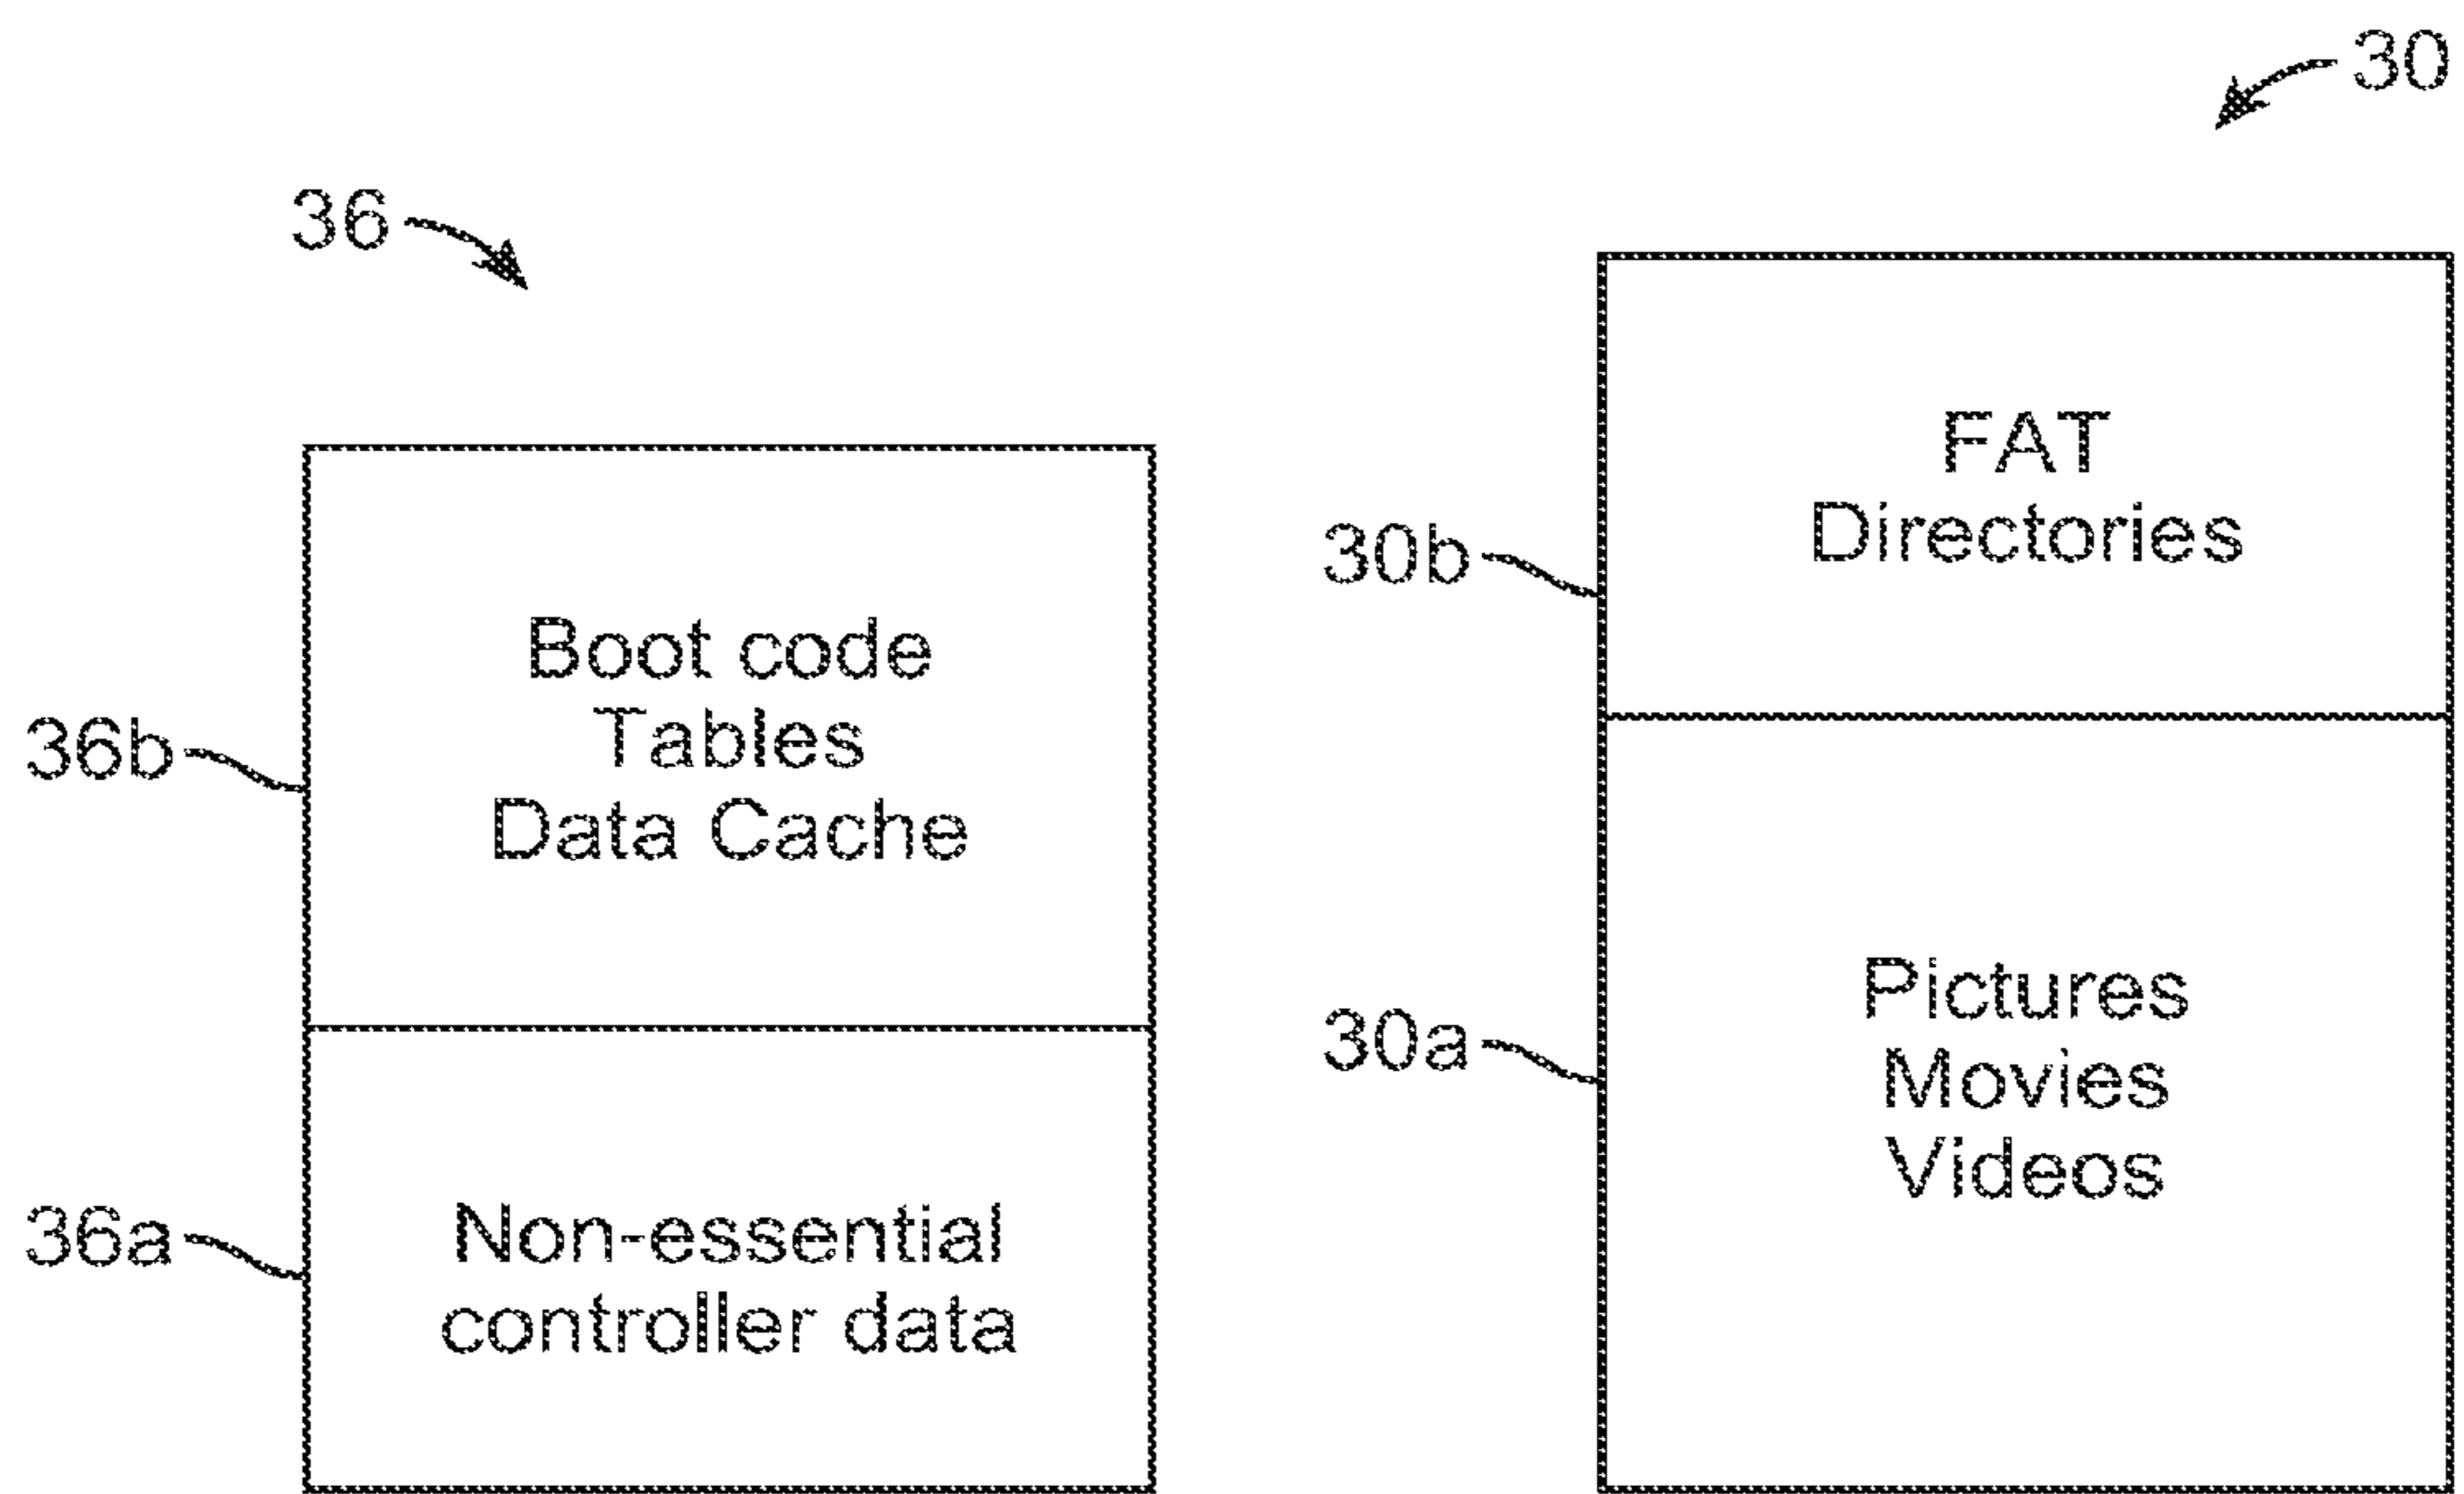 36
36b
Boot code
Tables
Data Cache
36a
Non-essential
controller data
30
30b
FAT
Directories
30a
Pictures
Movies
Videos